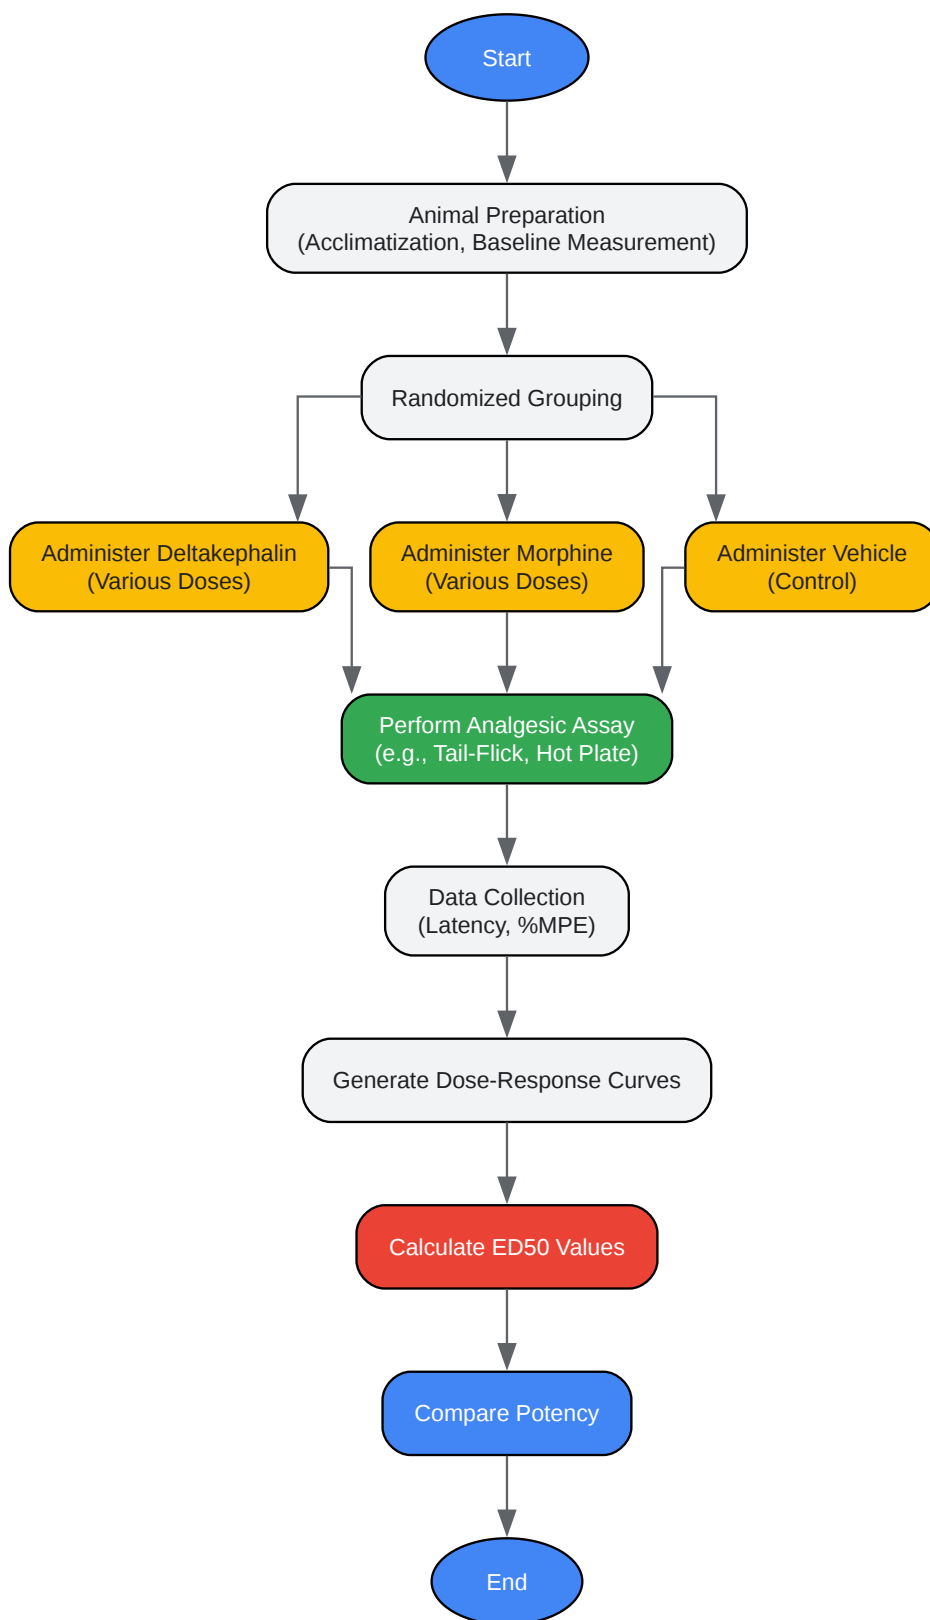 Start
Animal Preparation
(Acclimatization, Baseline Measurement)
Randomized Grouping
Administer Deltakephalin
(Various Doses)
Administer Morphine
(Various Doses)
Administer Vehicle
(Control)
Perform Analgesic Assay
(e.g., Tail-Flick, Hot Plate)
Data Collection
(Latency, %MPE)
Generate Dose-Response Curves
Calculate ED50 Values
Compare Potency
End